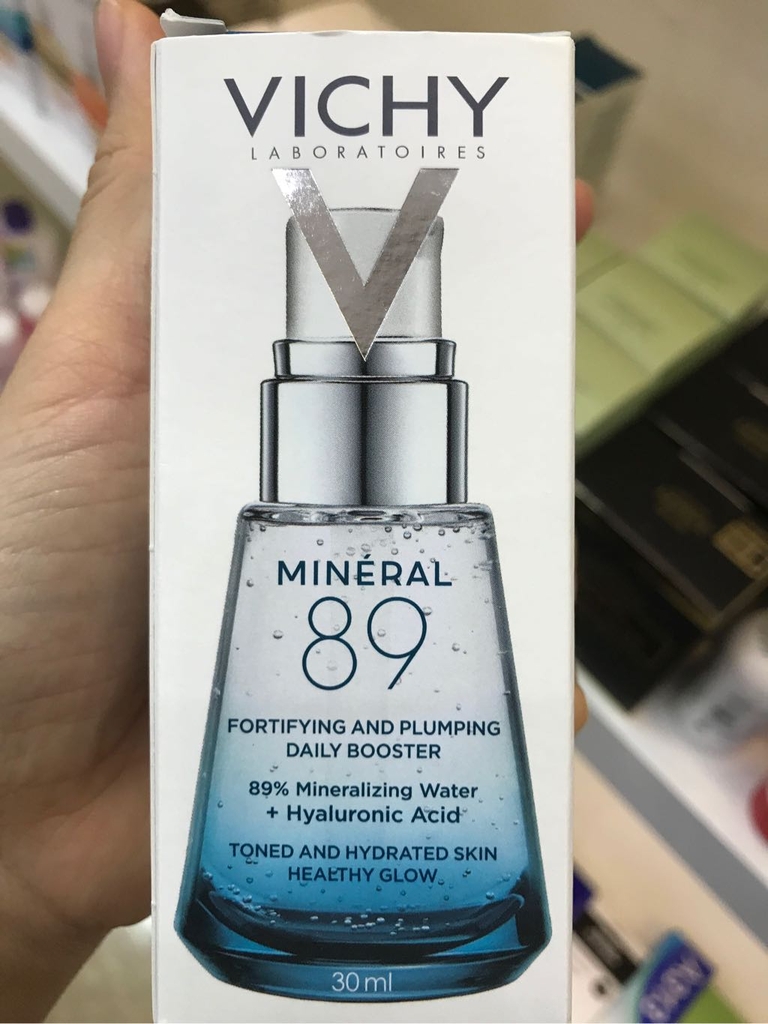 VICHY
LABORATOIRES
MINÉRAL
89
FORTIFYING AND PLUMPING
DAILY BOOSTER
89% Mineralizing Water
+ Hyaluronic Acid
TONED AND HYDRATED SKIN
HEALTHY GLOW
30 ml